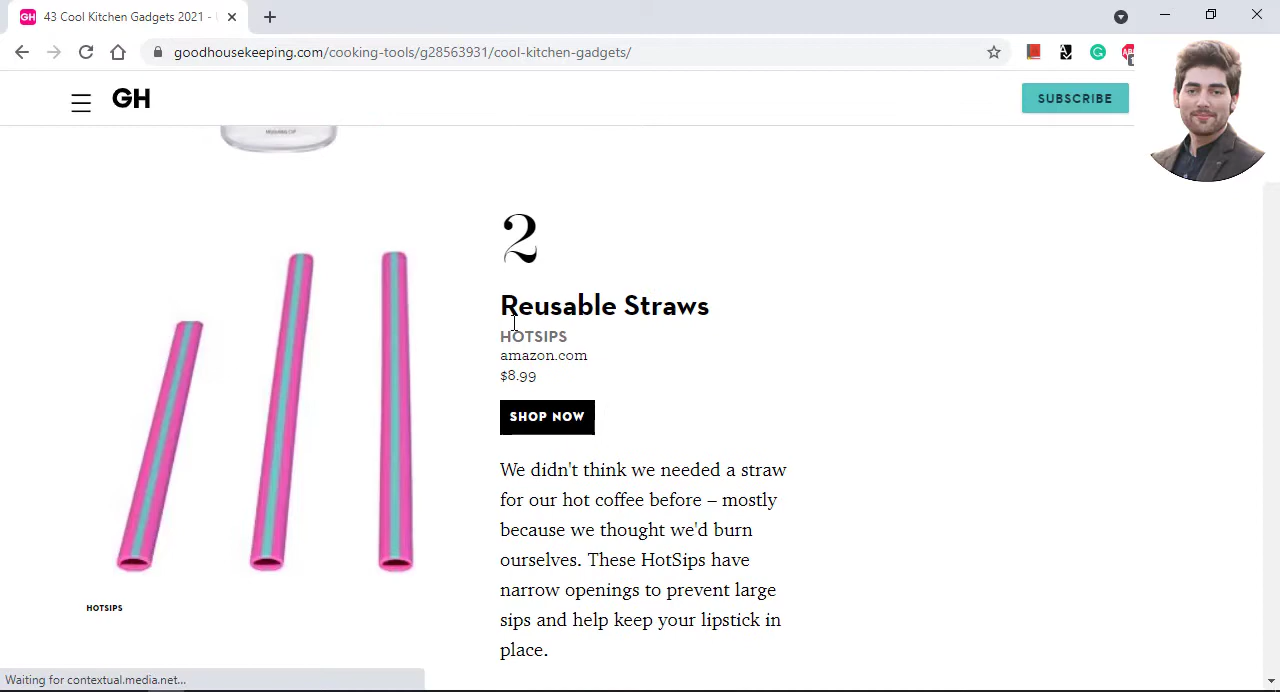 GH 43 Cool Kitchen Gadgets 2021 -
goodhousekeeping.com/cooking-tools/g28563931/cool-kitchen-gadgets/
GH
SUBSCRIBE
MEASURING CUP
2
Reusable Straws
HOTSIPS
amazon.com
$8.99
SHOP NOW
We didn't think we needed a straw
for our hot coffee before – mostly
because we thought we'd burn
ourselves. These HotSips have
narrow openings to prevent large
sips and help keep your lipstick in
place.
HOTSIPS
Waiting for contextual.media.net...